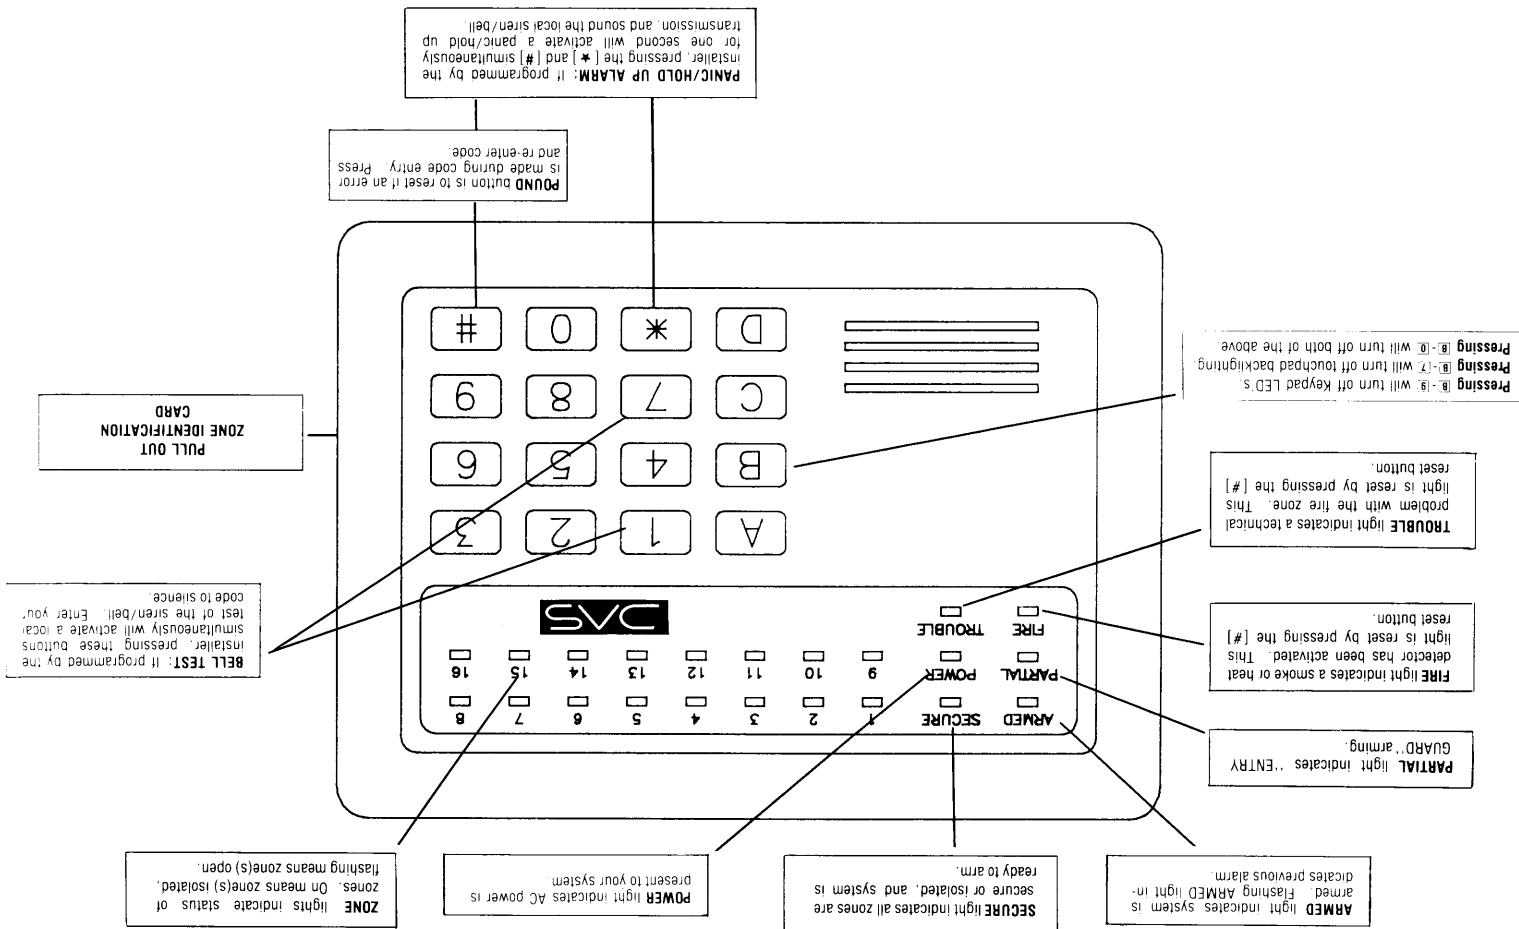 ARMED light indicates system is
armed. Flashing ARMED light in-
dicates previous alarm.
SECURE light indicates all zones are
secure or isolated, and system is
ready to arm.
POWER light indicates AC power is
present to your system.
ZONE lights indicate status of
zones. On means zone(s) isolated,
flashing means zone(s) open.
PARTIAL light indicates "ENTRY
GUARD" arming.
FIRE light indicates a smoke or heat
detector has been activated. This
light is reset by pressing the [#]
reset button.
TROUBLE light indicates a technical
problem with the fire zone. This
light is reset by pressing the [#]
reset button.
Pressing B-9 will turn off Keypad LED'S.
Pressing B-7 will turn off touchpad backlighting.
Pressing B-0 will turn off both of the above.
ARMED SECURE 1 2 3 4 5 6 7 8
PARTIAL POWER 9 10 11 12 13 14 15 16
FIRE TROUBLE
DAS
A 1 2 3
B 4 5 6
C 7 8 9
D * 0 #
BELL TEST: If programmed by the
installer, pressing these buttons
simultaneously will activate a local
test of the siren/bell. Enter your
code to silence.
PULL OUT
ZONE IDENTIFICATION
CARD
POUND button is to reset if an error
is made during code entry. Press
and re-enter code.
PANIC/HOLD UP ALARM: If programmed by the
installer, pressing the [★] and [#] simultaneously
for one second will activate a panic/hold up
transmission, and sound the local siren/bell.